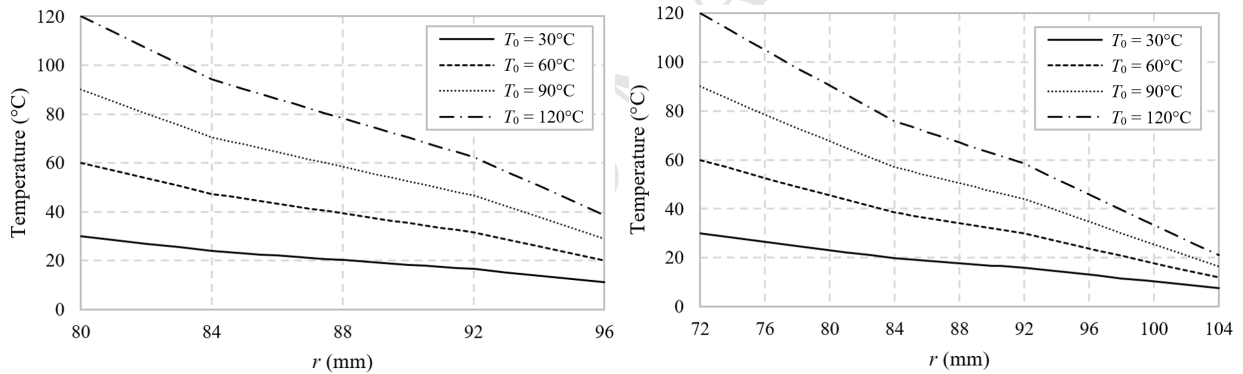 120
100
80
60
40
20
0
Temperature (°C)
80 84 88 92 96
r (mm)
T₀ = 30°C
T₀ = 60°C
T₀ = 90°C
T₀ = 120°C
120
100
80
60
40
20
0
Temperature (°C)
72 76 80 84 88 92 96 100 104
r (mm)
T₀ = 30°C
T₀ = 60°C
T₀ = 90°C
T₀ = 120°C